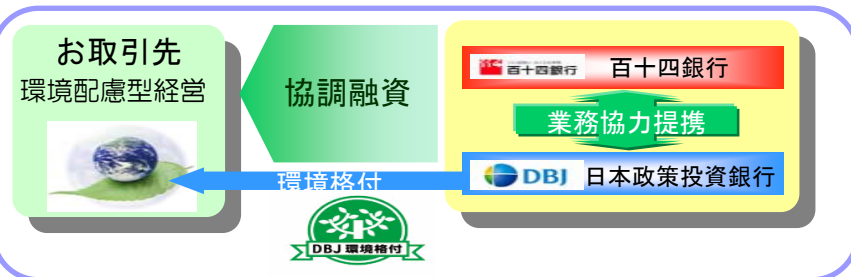 お取引先
環境配慮型経営
協調融資
百十四銀行 百十四銀行
業務協力提携
DBJ 日本政策投資銀行
環境格付
DBJ 環境格付